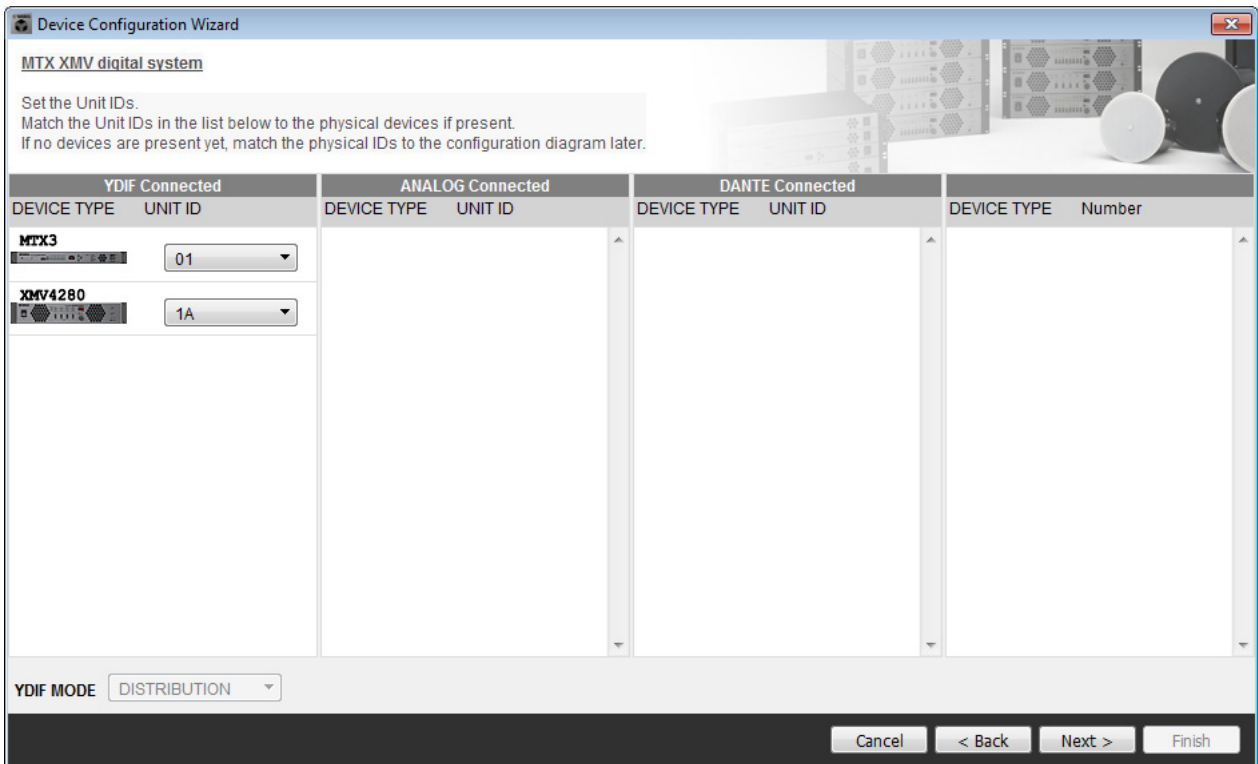 Device Configuration Wizard
MTX XMV digital system
Set the Unit IDs.
Match the Unit IDs in the list below to the physical devices if present.
If no devices are present yet, match the physical IDs to the configuration diagram later.
YDIF Connected ANALOG Connected DANTE Connected
DEVICE TYPE UNIT ID DEVICE TYPE UNIT ID DEVICE TYPE UNIT ID DEVICE TYPE Number
MTX3
01
XMV4280
1A
YDIF MODE DISTRIBUTION
Cancel < Back Next > Finish